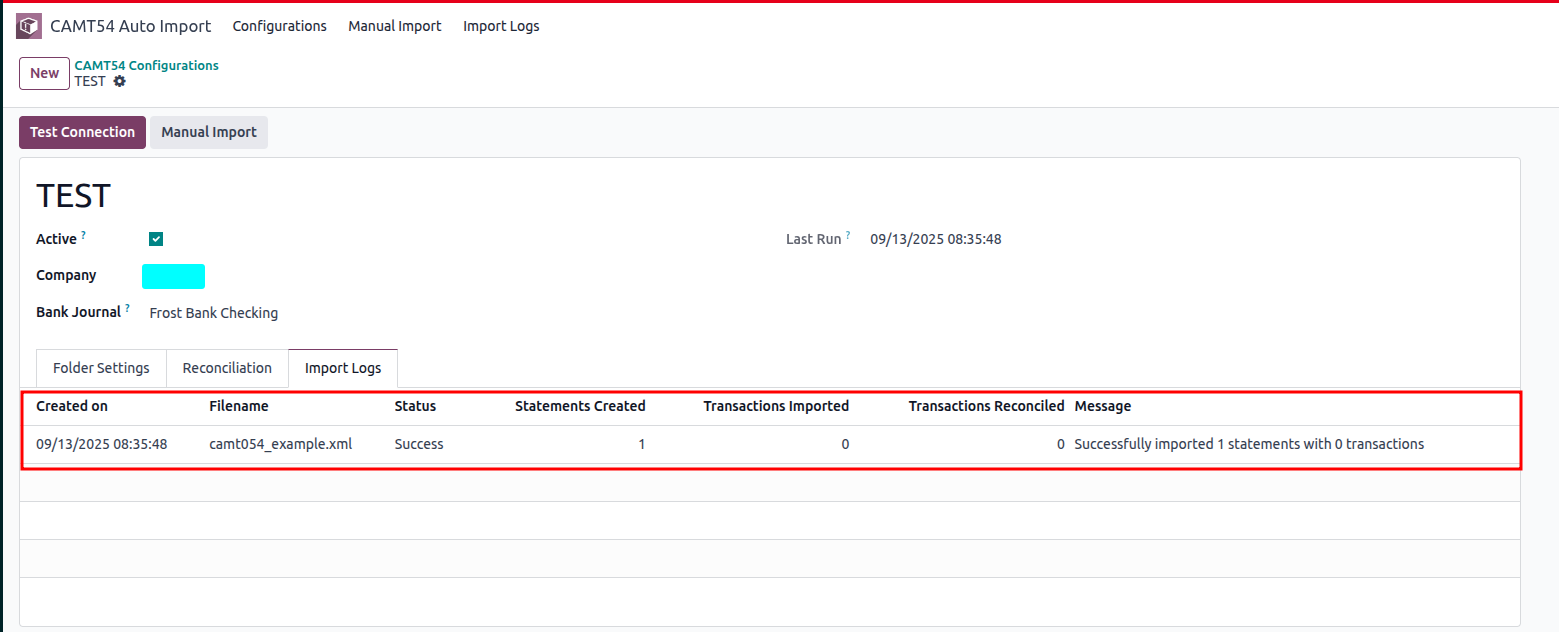 CAMT54 Auto Import Configurations Manual Import Import Logs
New CAMT54 Configurations
TEST
Test Connection Manual Import
TEST
Active ? Last Run ? 09/13/2025 08:35:48
Company
Bank Journal ? Frost Bank Checking
Folder Settings Reconciliation Import Logs
Created on Filename Status Statements Created Transactions Imported Transactions Reconciled Message
09/13/2025 08:35:48 camt054_example.xml Success 1 0 0 Successfully imported 1 statements with 0 transactions